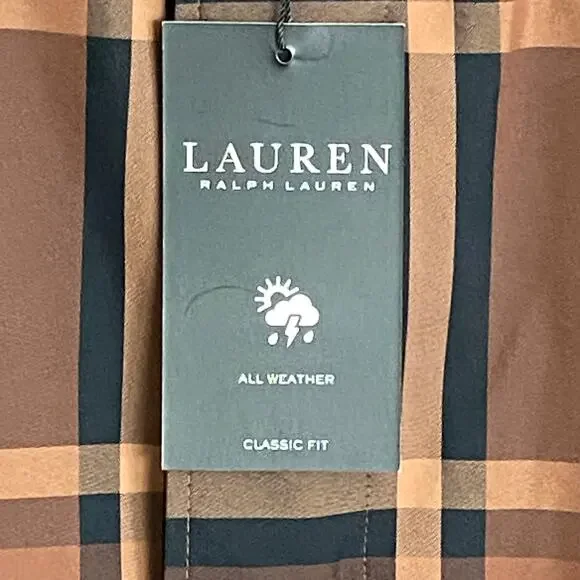 LAUREN
RALPH LAUREN
ALL WEATHER
CLASSIC FIT